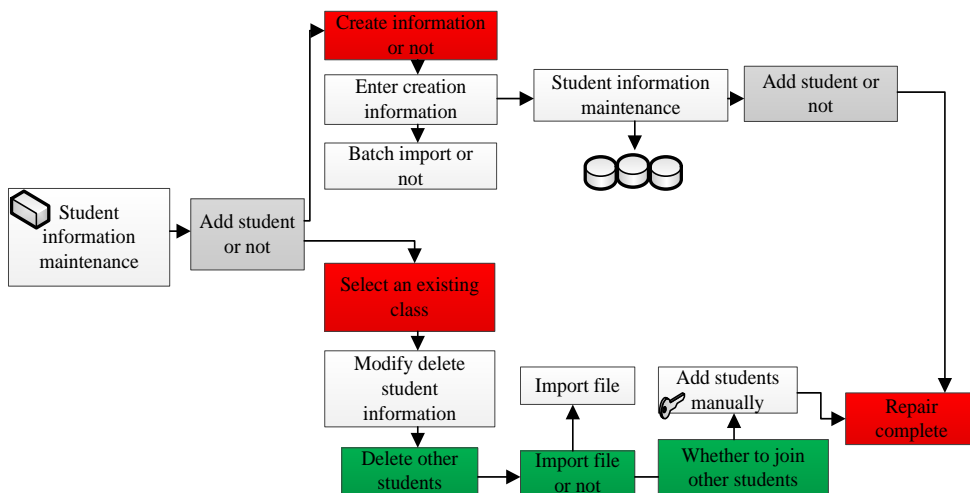 Create information
or not
Enter creation
information
Batch import or
not
Student information
maintenance
Add student or
not
Student
information
maintenance
Add student
or not
Select an existing
class
Modify delete
student
information
Delete other
students
Import file
Import file
or not
Add students
manually
Whether to join
other students
Repair
complete